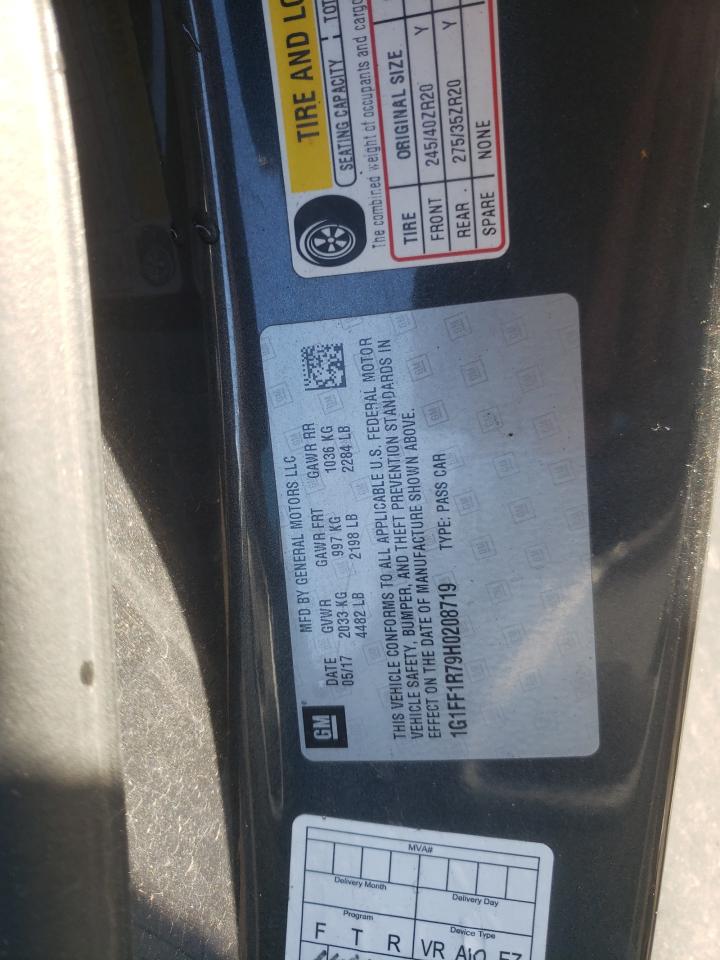 TIRE AND
SEATING CAPACITY
The combined weight of occupants and cargo
TIRE ORIGINAL SIZE
FRONT 245/40ZR20 Y
REAR 275/35ZR20 Y
SPARE NONE
MFD BY GENERAL MOTORS LLC
DATE GVWR GAWR FRT GAWR RR
05/17 2033 KG 997 KG 1036 KG
4482 LB 2198 LB 2284 LB
GM
THIS VEHICLE CONFORMS TO ALL APPLICABLE U.S. FEDERAL MOTOR
VEHICLE SAFETY, BUMPER, AND THEFT PREVENTION STANDARDS IN
EFFECT ON THE DATE OF MANUFACTURE SHOWN ABOVE.
1G1FF1R79H0208719 TYPE: PASS CAR
MVA#
Delivery Month Delivery Day
Program Device Type
F T R VR